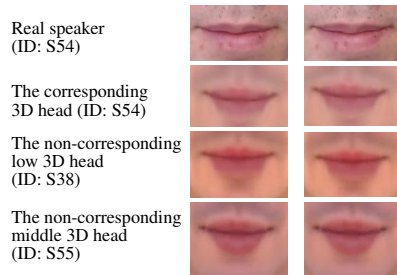 Real speaker
(ID: S54)
The corresponding
3D head (ID: S54)
The non-corresponding
low 3D head
(ID: S38)
The non-corresponding
middle 3D head
(ID: S55)